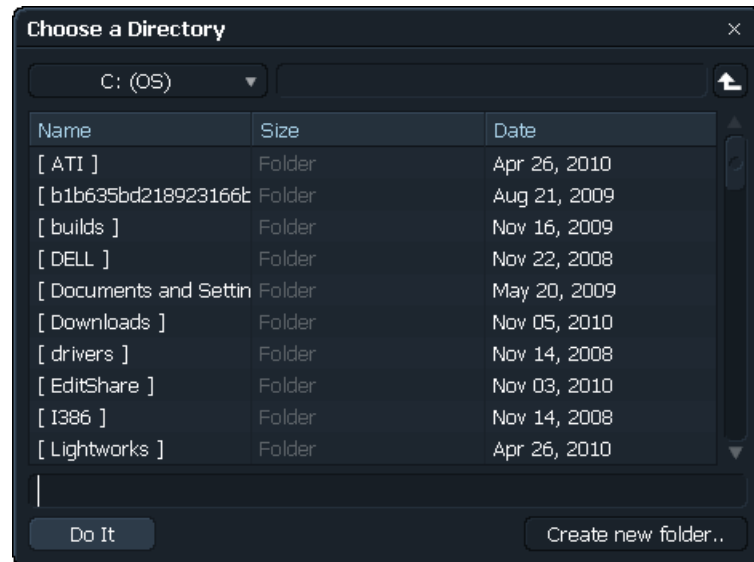 Choose a Directory
C: (OS)
Name Size Date
[ ATI ] Folder Apr 26, 2010
[ b1b635bd218923166b Folder Aug 21, 2009
[ builds ] Folder Nov 16, 2009
[ DELL ] Folder Nov 22, 2008
[ Documents and Settin Folder May 20, 2009
[ Downloads ] Folder Nov 05, 2010
[ drivers ] Folder Nov 14, 2008
[ EditShare ] Folder Nov 03, 2010
[ I386 ] Folder Nov 14, 2008
[ Lightworks ] Folder Apr 26, 2010
Do It Create new folder..